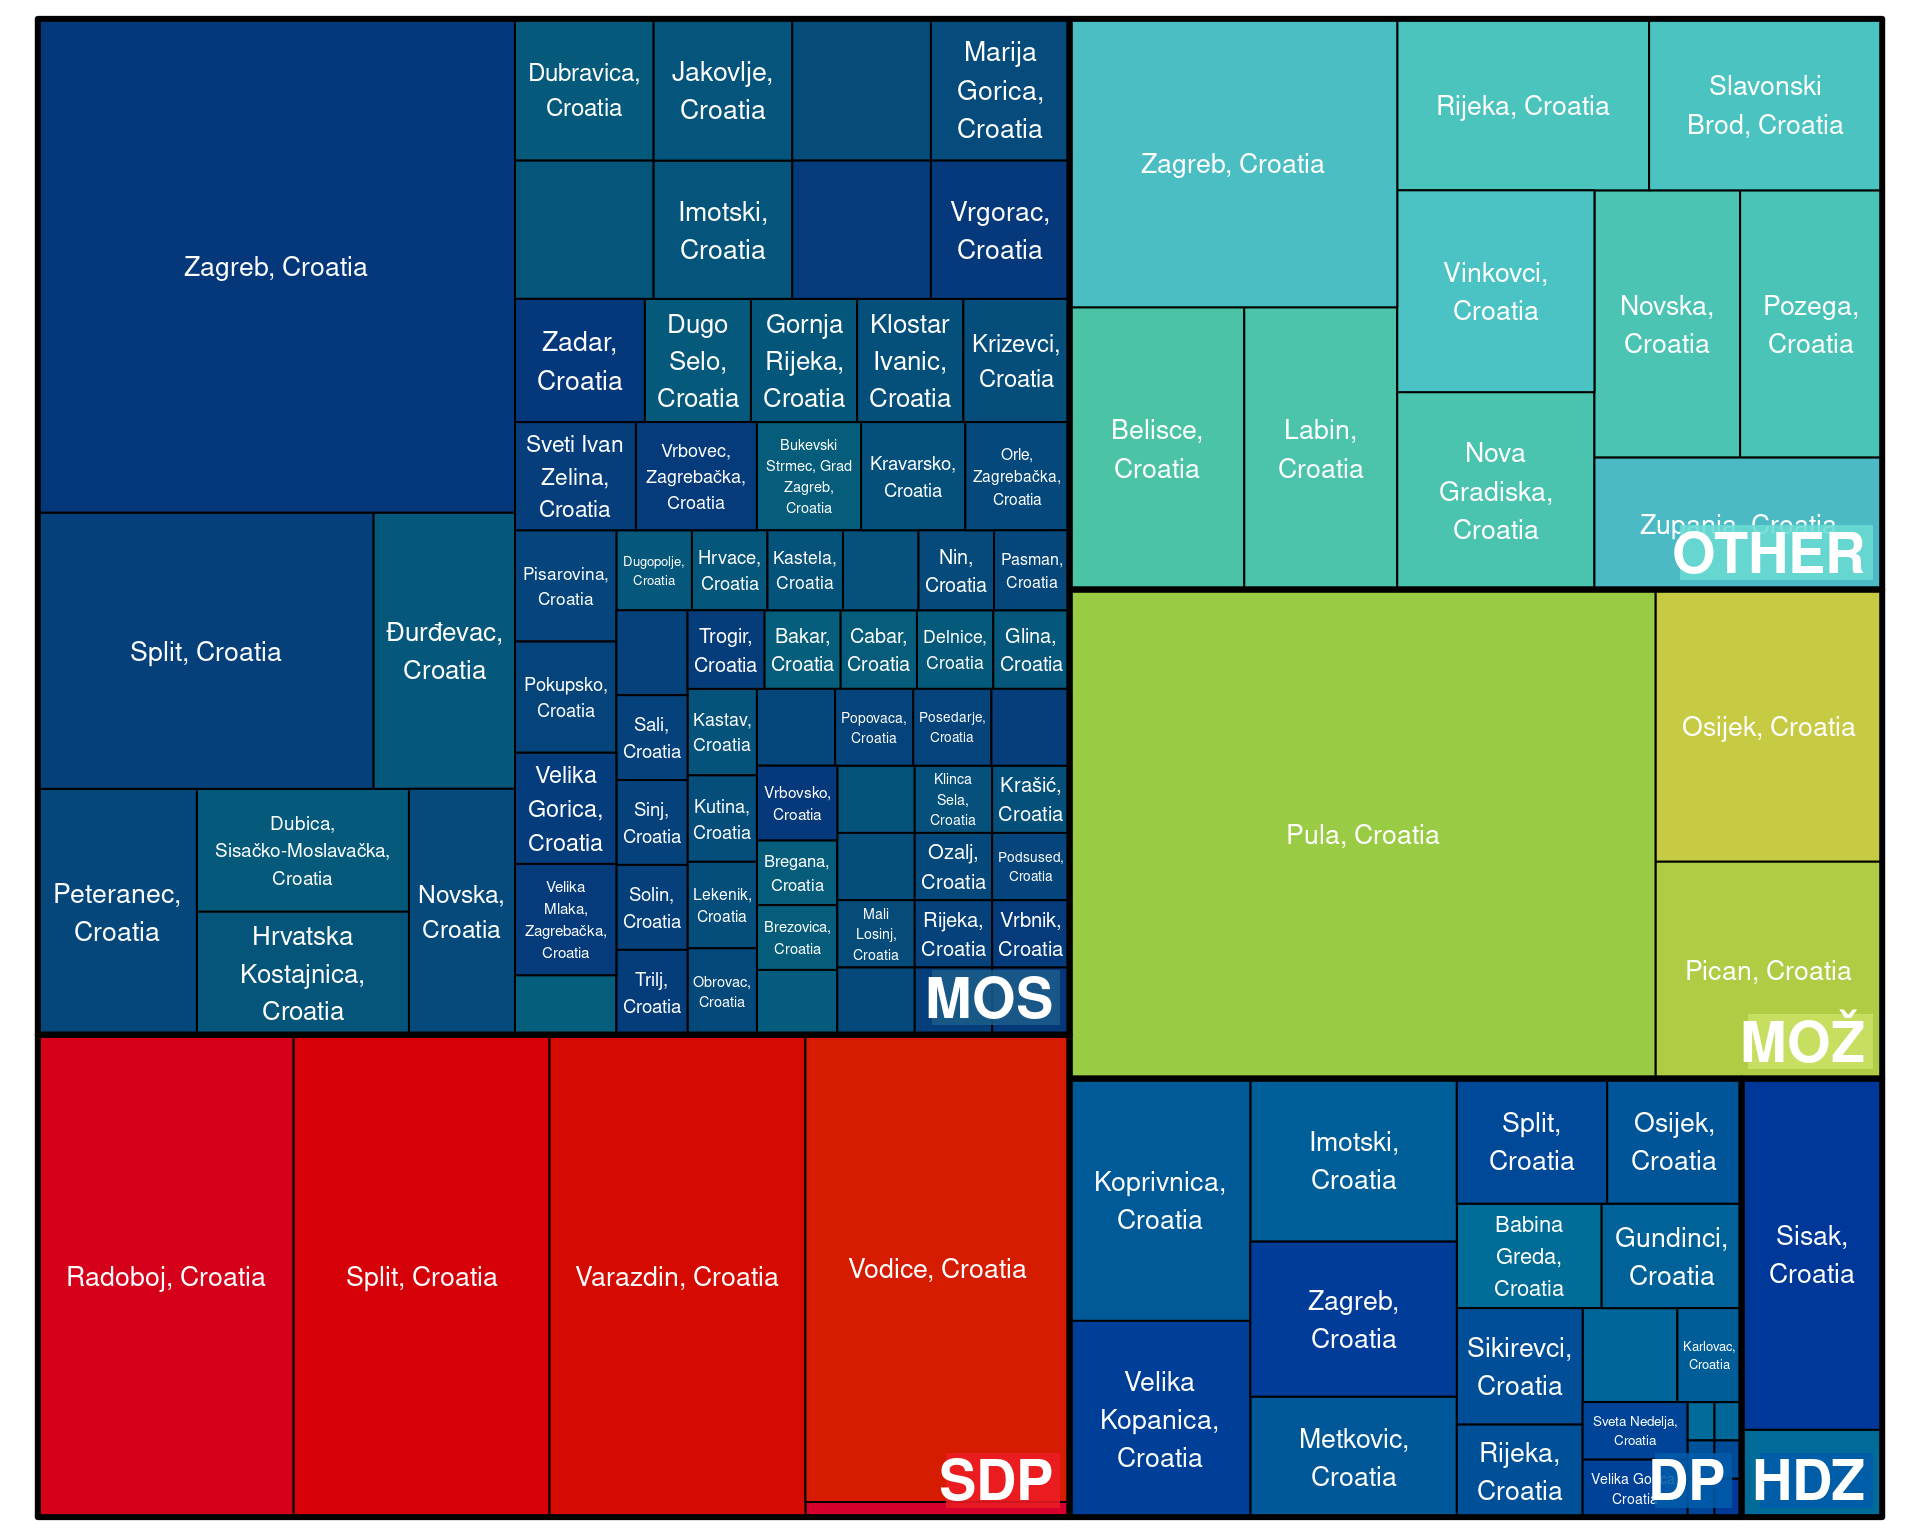 Zagreb, Croatia
Split, Croatia
Đurđevac,
Croatia
Peteranec,
Croatia
Dubica,
Sisačko-Moslavačka,
Croatia
Hrvatska
Kostajnica,
Croatia
Novska,
Croatia
Dubravica,
Croatia
Jakovlje,
Croatia
Marija
Gorica,
Croatia
Imotski,
Croatia
Vrgorac,
Croatia
Zadar,
Croatia
Dugo
Selo,
Croatia
Gornja
Rijeka,
Croatia
Klostar
Ivanic,
Croatia
Krizevci,
Croatia
Sveti Ivan
Zelina,
Croatia
Vrbovec,
Zagrebačka,
Croatia
Bukevski
Strmec, Grad
Zagreb,
Croatia
Kravarsko,
Croatia
Orle,
Zagrebačka,
Croatia
Pisarovina,
Croatia
Pokupsko,
Croatia
Velika
Gorica,
Croatia
Velika
Mlaka,
Zagrebačka,
Croatia
Dugopolje,
Croatia
Hrvace,
Croatia
Kastela,
Croatia
Nin,
Croatia
Pasman,
Croatia
Sali,
Croatia
Sinj,
Croatia
Solin,
Croatia
Trilj,
Croatia
Trogir,
Croatia
Bakar,
Croatia
Cabar,
Croatia
Delnice,
Croatia
Glina,
Croatia
Kastav,
Croatia
Kutina,
Croatia
Lekenik,
Croatia
Obrovac,
Croatia
Popovaca,
Croatia
Posedarje,
Croatia
Vrbovsko,
Croatia
Bregana,
Croatia
Brezovica,
Croatia
Klinca
Sela,
Croatia
Krašić,
Croatia
Ozalj,
Croatia
Podsused,
Croatia
Mali
Losinj,
Croatia
Rijeka,
Croatia
Vrbnik,
Croatia
MOS
Radoboj, Croatia
Split, Croatia
Varazdin, Croatia
Vodice, Croatia
SDP
Zagreb, Croatia
Rijeka, Croatia
Slavonski
Brod, Croatia
Belisce,
Croatia
Labin,
Croatia
Vinkovci,
Croatia
Nova
Gradiska,
Croatia
Novska,
Croatia
Pozega,
Croatia
Zupanja, Croatia
OTHER
Pula, Croatia
Osijek, Croatia
Pican, Croatia
MOŽ
Koprivnica,
Croatia
Velika
Kopanica,
Croatia
Imotski,
Croatia
Zagreb,
Croatia
Metkovic,
Croatia
Split,
Croatia
Osijek,
Croatia
Babina
Greda,
Croatia
Gundinci,
Croatia
Sikirevci,
Croatia
Rijeka,
Croatia
Karlovac,
Croatia
Sveta Nedelja,
Croatia
Velika Gorica,
Croatia
DP
Sisak,
Croatia
HDZ